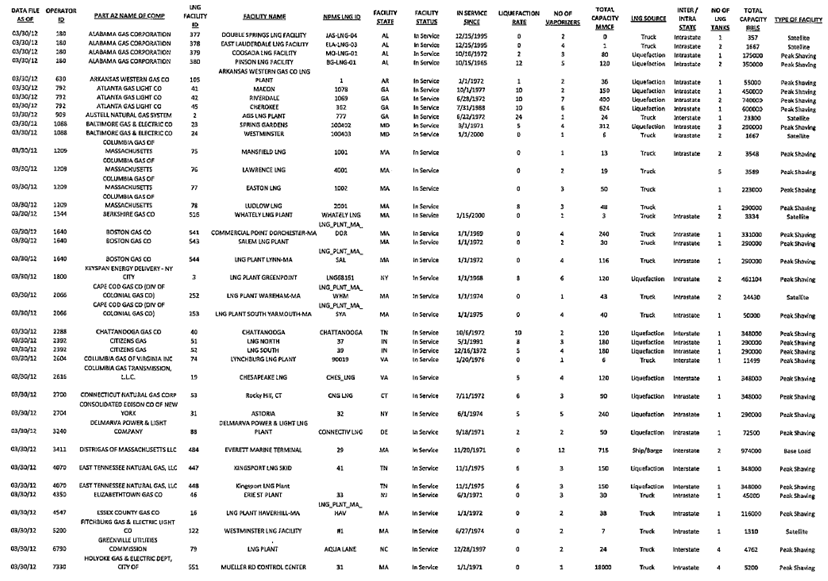 DATA FILE AS OF OPERATOR ID PART AZ NAME OF COMP LNG FACILITY ID FACILITY NAME NPMS LNG ID FACILITY STATE FACILITY STATUS IN SERVICE SINCE LIQUEFACTION RATE NO OF VAPORIZERS TOTAL CAPACITY MMCF LNG SOURCE INTER / INTRA STATE NO OF LNG TANKS TOTAL CAPACITY BBLS TYPE OF FACILITY
03/30/12 180 ALABAMA GAS CORPORATION 377 DOUBLE SPRINGS LNG FACILITY JAS-LNG-04 AL In Service 12/15/1995 0 2 0 Truck Intrastate 1 357 Satellite
03/30/12 180 ALABAMA GAS CORPORATION 378 EAST LAUDERDALE LNG FACILITY ELA-LNG-03 AL In Service 12/15/1995 0 4 1 Truck Intrastate 2 1667 Satellite
03/30/12 180 ALABAMA GAS CORPORATION 379 COOSADA LNG FACILITY MO-LNG-01 AL In Service 10/15/1972 2 3 80 Liquefaction Intrastate 1 175000 Peak Shaving
03/30/12 180 ALABAMA GAS CORPORATION 380 PINSON LNG FACILITY BG-LNG-01 AL In Service 10/15/1965 12 5 120 Liquefaction Intrastate 2 350000 Peak Shaving
03/30/12 630 ARKANSAS WESTERN GAS CO 105 ARKANSAS WESTERN GAS CO LNG PLANT 1 AR In Service 1/1/1972 1 2 36 Liquefaction Intrastate 1 55000 Peak Shaving
03/30/12 792 ATLANTA GAS LIGHT CO 41 MACON 1078 GA In Service 10/1/1977 10 2 150 Liquefaction Intrastate 1 450000 Peak Shaving
03/30/12 792 ATLANTA GAS LIGHT CO 42 RIVERDALE 1069 GA In Service 6/28/1972 10 7 400 Liquefaction Intrastate 2 Peak Shaving
03/30/12 792 ATLANTA GAS LIGHT CO 45 CHEROKEE 362 GA In Service 7/31/1988 10 6 624 Liquefaction Intrastate 1 600000 Peak Shaving
03/30/12 909 AUSTELL NATURAL GAS SYSTEM 2 AGS LNG PLANT 777 GA In Service 6/22/1972 24 1 24 Truck Intrastate 1 23300 Satellite
03/30/12 1088 BALTIMORE GAS & ELECTRIC CO 23 SPRING GARDENS 100402 MD In Service 3/1/1971 5 4 312 Liquefaction Intrastate 3 290000 Peak Shaving
03/30/12 1088 BALTIMORE GAS & ELECTRIC CO 24 WESTMINSTER 100403 MD In Service 1/1/2000 0 1 6 Truck Intrastate 2 1667 Satellite
03/30/12 1209 COLUMBIA GAS OF MASSACHUSETTS 75 MANSFIELD LNG 1001 MA In Service 0 1 13 Truck Intrastate 2 3548 Peak Shaving
03/30/12 1209 COLUMBIA GAS OF MASSACHUSETTS 76 LAWRENCE LNG 4001 MA In Service 0 2 19 Truck 5 3589 Peak Shaving
03/30/12 1209 COLUMBIA GAS OF MASSACHUSETTS 77 EASTON LNG 1002 MA In Service 0 3 50 Truck 1 223000 Peak Shaving
03/30/12 1209 COLUMBIA GAS OF MASSACHUSETTS 78 LUDLOW LNG 2001 MA In Service 8 3 48 Truck 1 290000 Peak Shaving
03/30/12 1344 BERKSHIRE GAS CO 516 WHATELY LNG PLANT WHATELY LNG MA In Service 1/15/2000 0 1 3 Truck Intrastate 2 3334 Satellite
03/30/12 1640 BOSTON GAS CO 541 COMMERCIAL POINT DORCHESTER-MA LNG_PLNT_MA_DOR MA In Service 1/1/1969 0 4 240 Truck Intrastate 1 331000 Peak Shaving
03/30/12 1640 BOSTON GAS CO 543 SALEM LNG PLANT MA In Service 1/1/1972 0 2 30 Truck Intrastate 1 290000 Peak Shaving
03/30/12 1640 BOSTON GAS CO 544 LNG PLANT LYNN-MA LNG_PLNT_MA_SAL MA In Service 1/1/1972 0 4 116 Truck Intrastate 1 290000 Peak Shaving
03/30/12 1800 KEYSPAN ENERGY DELIVERY - NY CITY 3 LNG PLANT GREENPOINT LNG68161 NY In Service 1/1/1968 8 6 120 Liquefaction Intrastate 2 461104 Peak Shaving
03/30/12 2066 CAPE COD GAS CO (DIV OF COLONIAL GAS CO) 252 LNG PLANT WAREHAM-MA LNG_PLNT_MA_WHM MA In Service 1/1/1974 0 1 43 Truck Intrastate 2 24430 Satellite
03/30/12 2066 CAPE COD GAS CO (DIV OF COLONIAL GAS CO) 253 LNG PLANT SOUTH YARMOUTH-MA LNG_PLNT_MA_SYA MA In Service 1/1/1975 0 4 40 Truck Intrastate 1 50000 Peak Shaving
03/30/12 2288 CHATTANOOGA GAS CO 40 CHATTANOOGA CHATTANOOGA TN In Service 10/6/1972 10 2 120 Liquefaction Intrastate 1 348000 Peak Shaving
03/30/12 2392 CITIZENS GAS 51 LNG NORTH 37 IN In Service 5/1/1991 8 3 180 Liquefaction Intrastate 1 290000 Peak Shaving
03/30/12 2392 CITIZENS GAS 52 LNG SOUTH 39 IN In Service 12/16/1972 5 4 180 Liquefaction Intrastate 1 290000 Peak Shaving
03/30/12 2604 COLUMBIA GAS OF VIRGINIA INC 74 LYNCHBURG LNG PLANT 90019 VA In Service 1/20/1976 0 1 6 Truck Intrastate 1 11499 Peak Shaving
03/30/12 2616 COLUMBIA GAS TRANSMISSION, L.L.C. 19 CHESAPEAKE LNG CHES_LNG VA In Service 5 4 120 Liquefaction Interstate 1 348000 Peak Shaving
03/30/12 2700 CONNECTICUT NATURAL GAS CORP 53 Rocky Hill, CT CNG LNG CT In Service 7/11/1972 6 3 90 Liquefaction Intrastate 1 348000 Peak Shaving
03/30/12 2704 CONSOLIDATED EDISON CO OF NEW YORK 31 ASTORIA 32 NY In Service 6/1/1974 5 5 240 Liquefaction Intrastate 1 290000 Peak Shaving
03/30/12 3240 DELMARVA POWER & LIGHT COMPANY 88 DELMARVA POWER & LIGHT LNG PLANT CONNECTIV LNG DE In Service 9/18/1971 2 2 50 Liquefaction Intrastate 1 72500 Peak Shaving
03/30/12 3411 DISTRIGAS OF MASSACHUSETTS LLC 484 EVERETT MARINE TERMINAL 29 MA In Service 11/20/1971 0 12 715 Ship/Barge Interstate 2 974000 Base Load
03/30/12 4070 EAST TENNESSEE NATURAL GAS, LLC 447 KINGSPORT LNG SKID 41 TN In Service 12/1/1975 6 3 150 Liquefaction Interstate 1 348000 Peak Shaving
03/30/12 4070 EAST TENNESSEE NATURAL GAS, LLC 448 Kingsport LNG Plant TN In Service 12/1/1975 6 3 150 Liquefaction Interstate 1 348000 Peak Shaving
03/30/12 4350 ELIZABETHTOWN GAS CO 46 ERIE ST PLANT 33 NJ In Service 6/3/1971 0 3 30 Truck Intrastate 1 45000 Peak Shaving
03/30/12 4547 ESSEX COUNTY GAS CO 16 LNG PLANT HAVERHILL-MA LNG_PLNT_MA_HAV MA In Service 1/1/1972 0 2 38 Truck Intrastate 1 116000 Peak Shaving
03/30/12 5200 FITCHBURG GAS & ELECTRIC LIGHT CO 122 WESTMINSTER LNG FACILITY #1 MA In Service 6/27/1974 0 2 7 Truck Intrastate 1 1310 Satellite
03/30/12 6790 GREENVILLE UTILITIES COMMISSION 79 LNG PLANT AQUA LANE NC In Service 12/28/1997 0 2 24 Truck Interstate 4 4762 Peak Shaving
03/30/12 7330 HOLYOKE GAS & ELECTRIC DEPT, CITY OF 551 MUELLER RD CONTROL CENTER 31 MA In Service 1/1/1971 0 2 18000 Truck Intrastate 4 5200 Peak Shaving